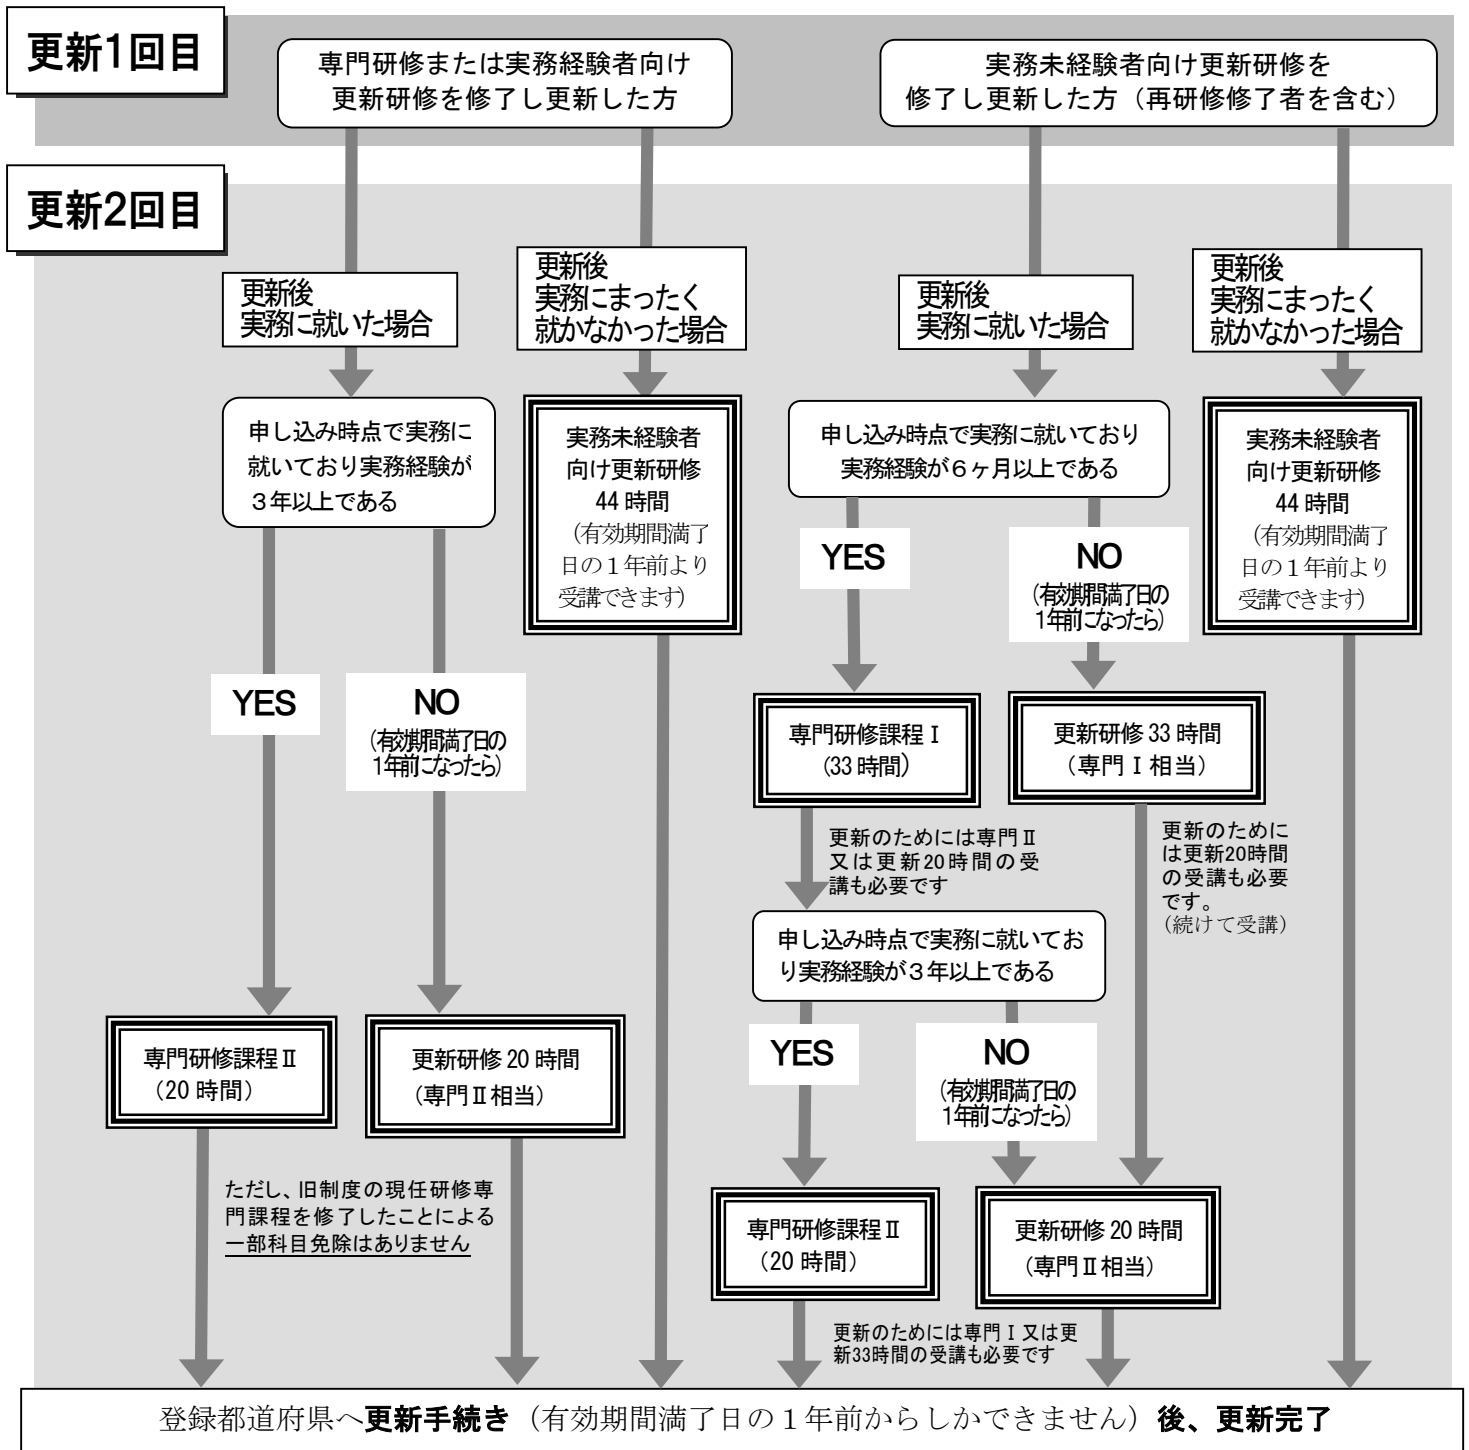 更新1回目
専門研修または実務経験者向け
更新研修を修了し更新した方
実務未経験者向け更新研修を
修了し更新した方（再研修修了者を含む）
更新2回目
更新後
実務に就いた場合
更新後
実務にまったく
就かなかった場合
更新後
実務に就いた場合
更新後
実務にまったく
就かなかった場合
申し込み時点で実務に
就いており実務経験が
３年以上である
実務未経験者
向け更新研修
44 時間
（有効期間満了
日の１年前より
受講できます）
申し込み時点で実務に就いており
実務経験が６ヶ月以上である
実務未経験者
向け更新研修
44 時間
（有効期間満了
日の１年前より
受講できます）
YES
NO
（有効期間満了日の
１年前になったら）
YES
NO
（有効期間満了日の
１年前になったら）
専門研修課程Ⅰ
（33 時間）
更新研修 33 時間
（専門Ⅰ相当）
更新のためには専門Ⅱ
又は更新20時間の受
講も必要です
更新のために
は更新20時間
の受講も必要
です。
（続けて受講）
申し込み時点で実務に就いてお
り実務経験が３年以上である
YES
NO
（有効期間満了日の
１年前になったら）
専門研修課程Ⅱ
（20 時間）
更新研修 20 時間
（専門Ⅱ相当）
ただし、旧制度の現任研修専
門課程を修了したことによる
一部科目免除はありません
専門研修課程Ⅱ
（20 時間）
更新研修 20 時間
（専門Ⅱ相当）
更新のためには専門Ⅰ又は更
新33時間の受講も必要です
登録都道府県へ更新手続き（有効期間満了日の１年前からしかできません）後、更新完了